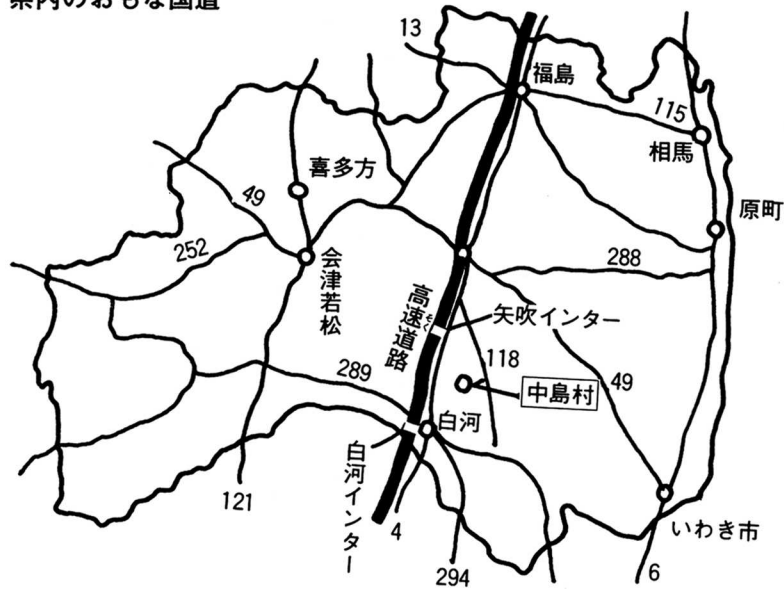 県内のおもな国道
13
福島
115
相馬
喜多方
49
原町
252
会津若松
288
高速道路
そく
矢吹インター
118
289
中島村
49
白河
白河インター
121
4
294
6
いわき市